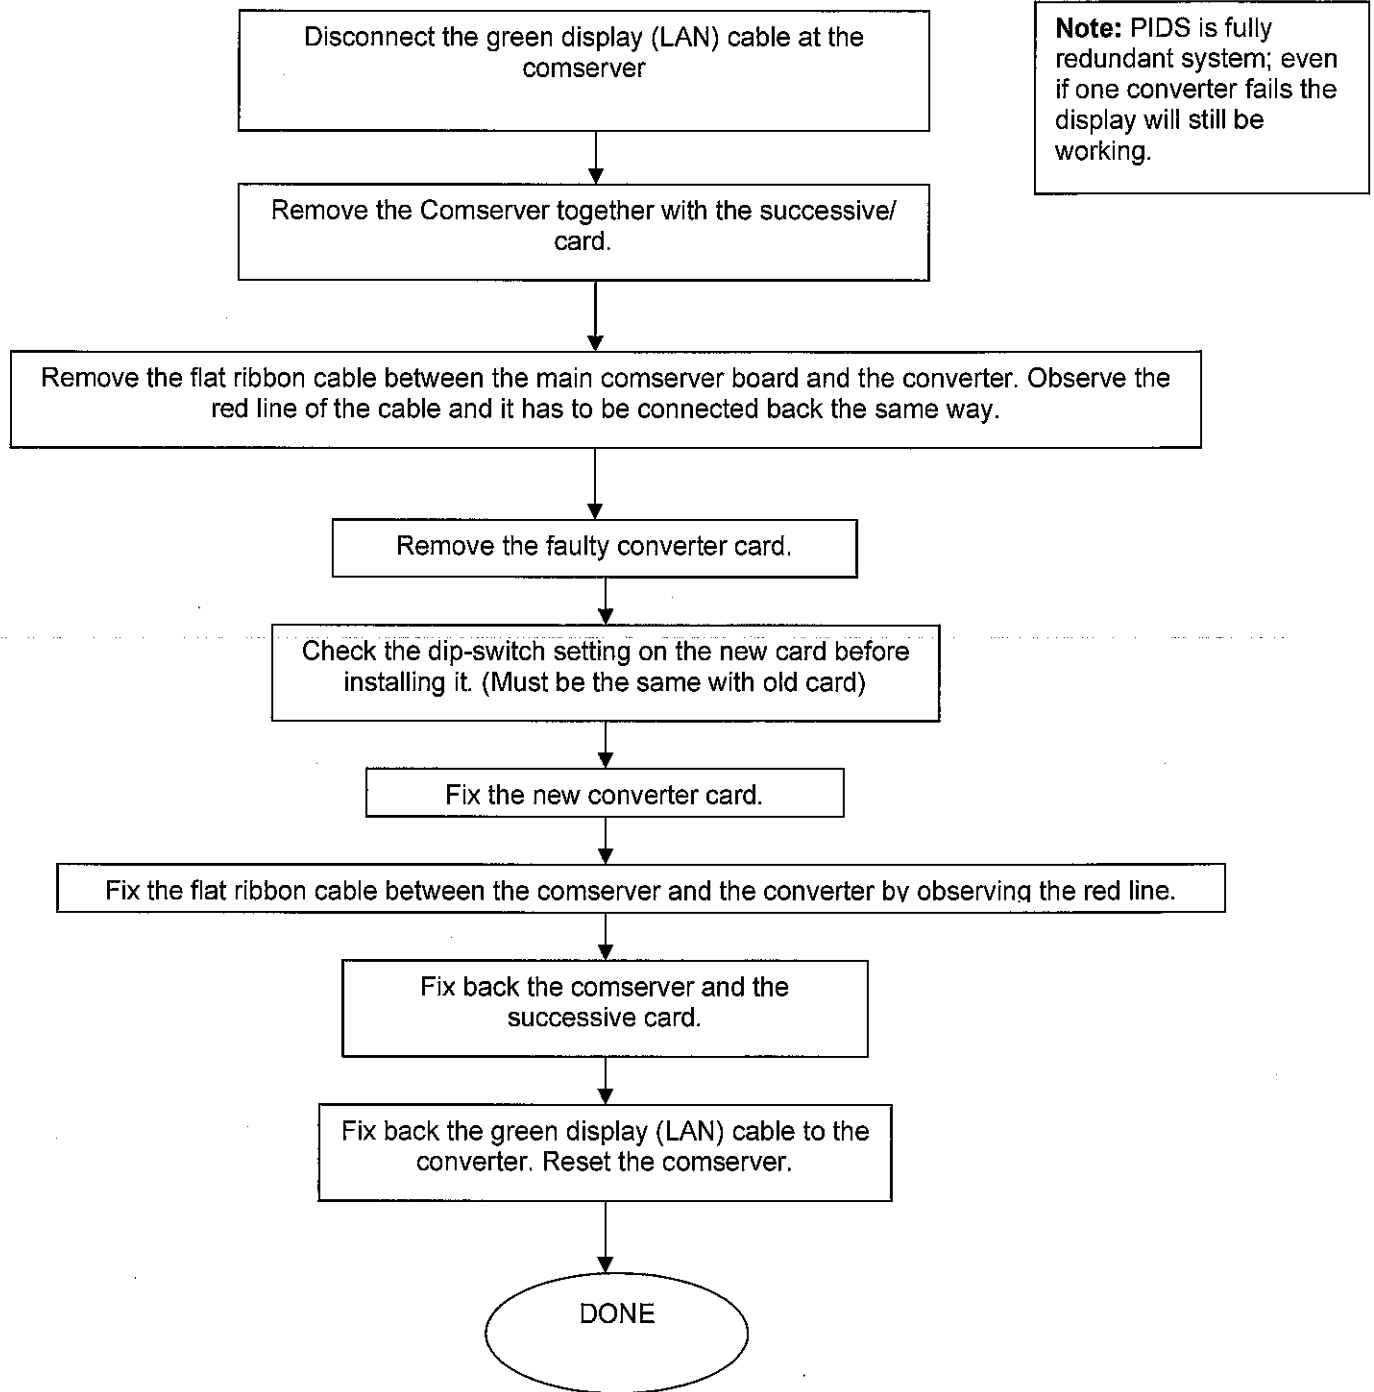 Disconnect the green display (LAN) cable at the
comserver
Note: PIDS is fully
redundant system; even
if one converter fails the
display will still be
working.
Remove the Comserver together with the successive/
card.
Remove the flat ribbon cable between the main comserver board and the converter. Observe the
red line of the cable and it has to be connected back the same way.
Remove the faulty converter card.
Check the dip-switch setting on the new card before
installing it. (Must be the same with old card)
Fix the new converter card.
Fix the flat ribbon cable between the comserver and the converter by observing the red line.
Fix back the comserver and the
successive card.
Fix back the green display (LAN) cable to the
converter. Reset the comserver.
DONE